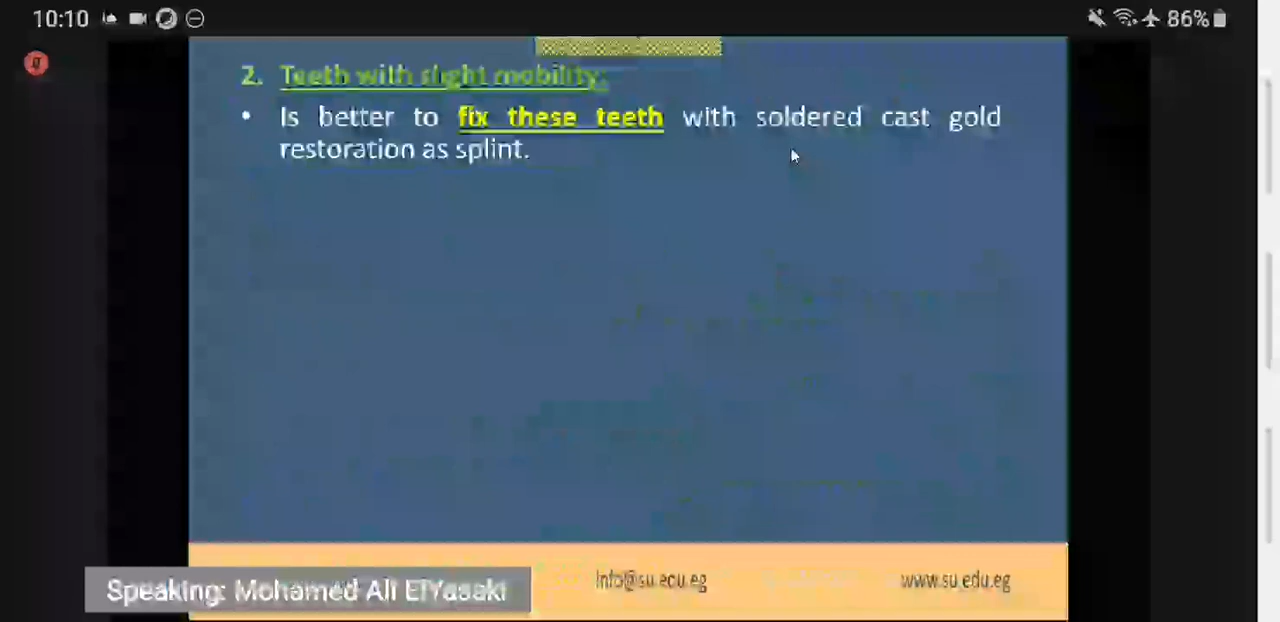 10:10
86%
2. Teeth with slight mobility:
• Is better to fix these teeth with soldered cast gold
restoration as splint.
Speaking: Mohamed Ali ElYasaki
Info@su.edu.eg
www.su.edu.eg